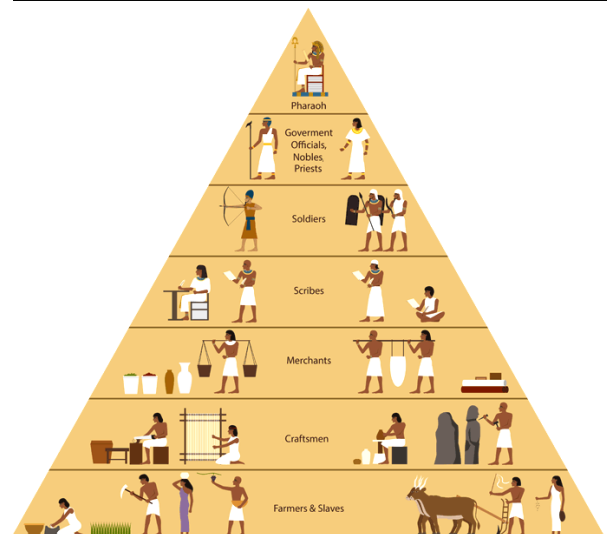 Pharaoh
Goverment
Officials,
Nobles,
Priests
Soldiers
Scribes
Merchants
Craftsmen
Farmers & Slaves